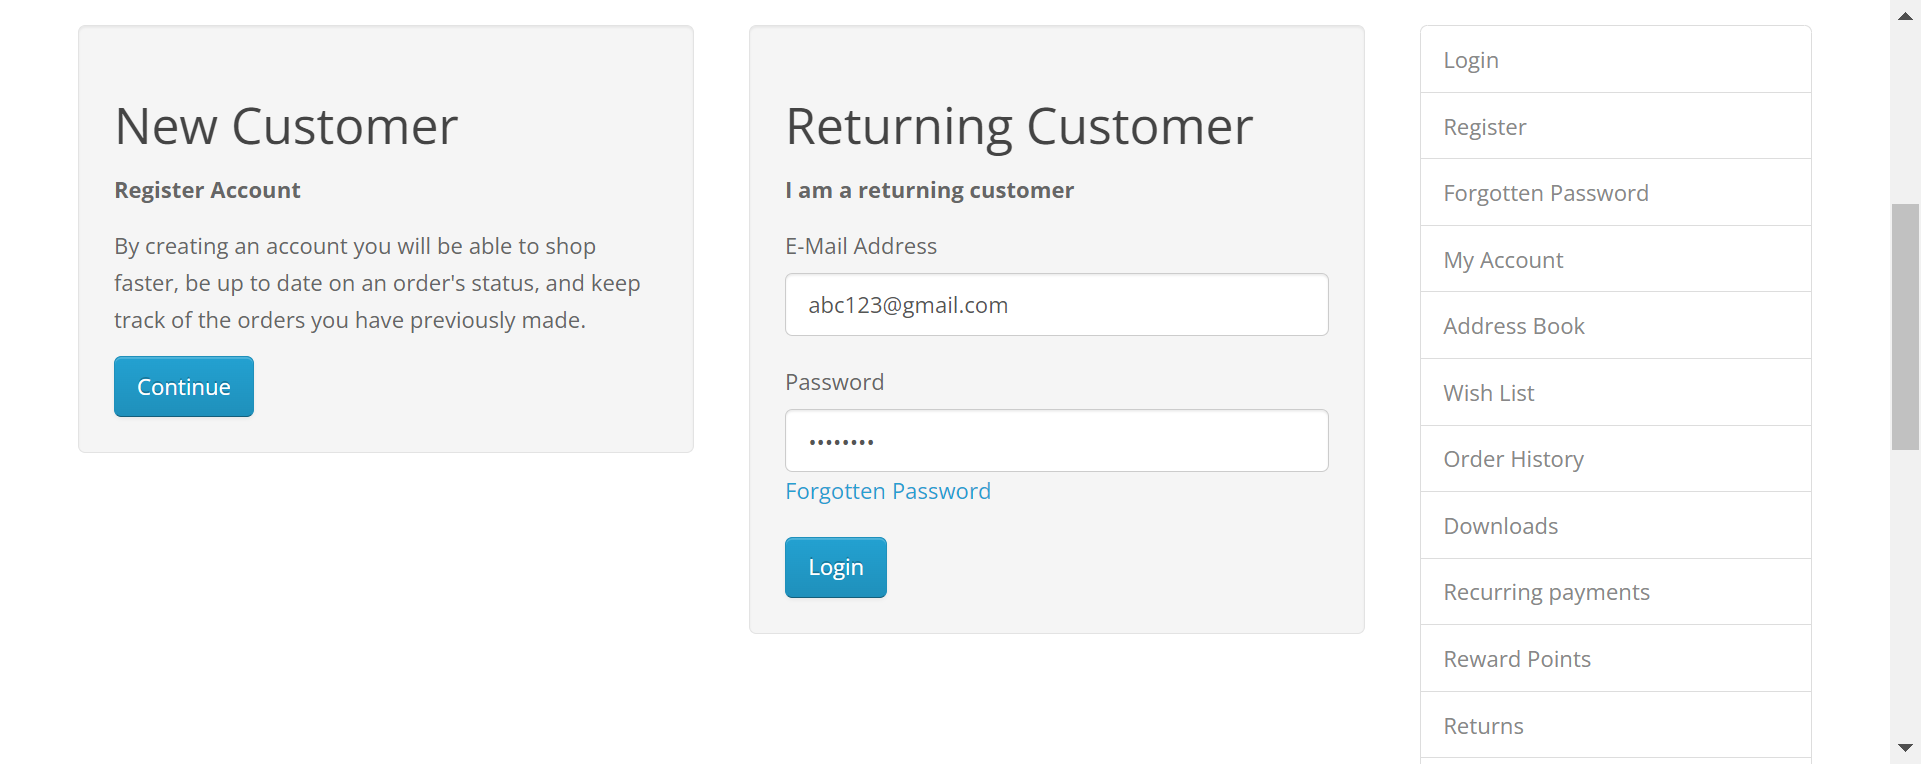 New Customer
Register Account
By creating an account you will be able to shop
faster, be up to date on an order's status, and keep
track of the orders you have previously made.
Continue
Returning Customer
I am a returning customer
E-Mail Address
abc123@gmail.com
Password
••••••••
Forgotten Password
Login
Login
Register
Forgotten Password
My Account
Address Book
Wish List
Order History
Downloads
Recurring payments
Reward Points
Returns